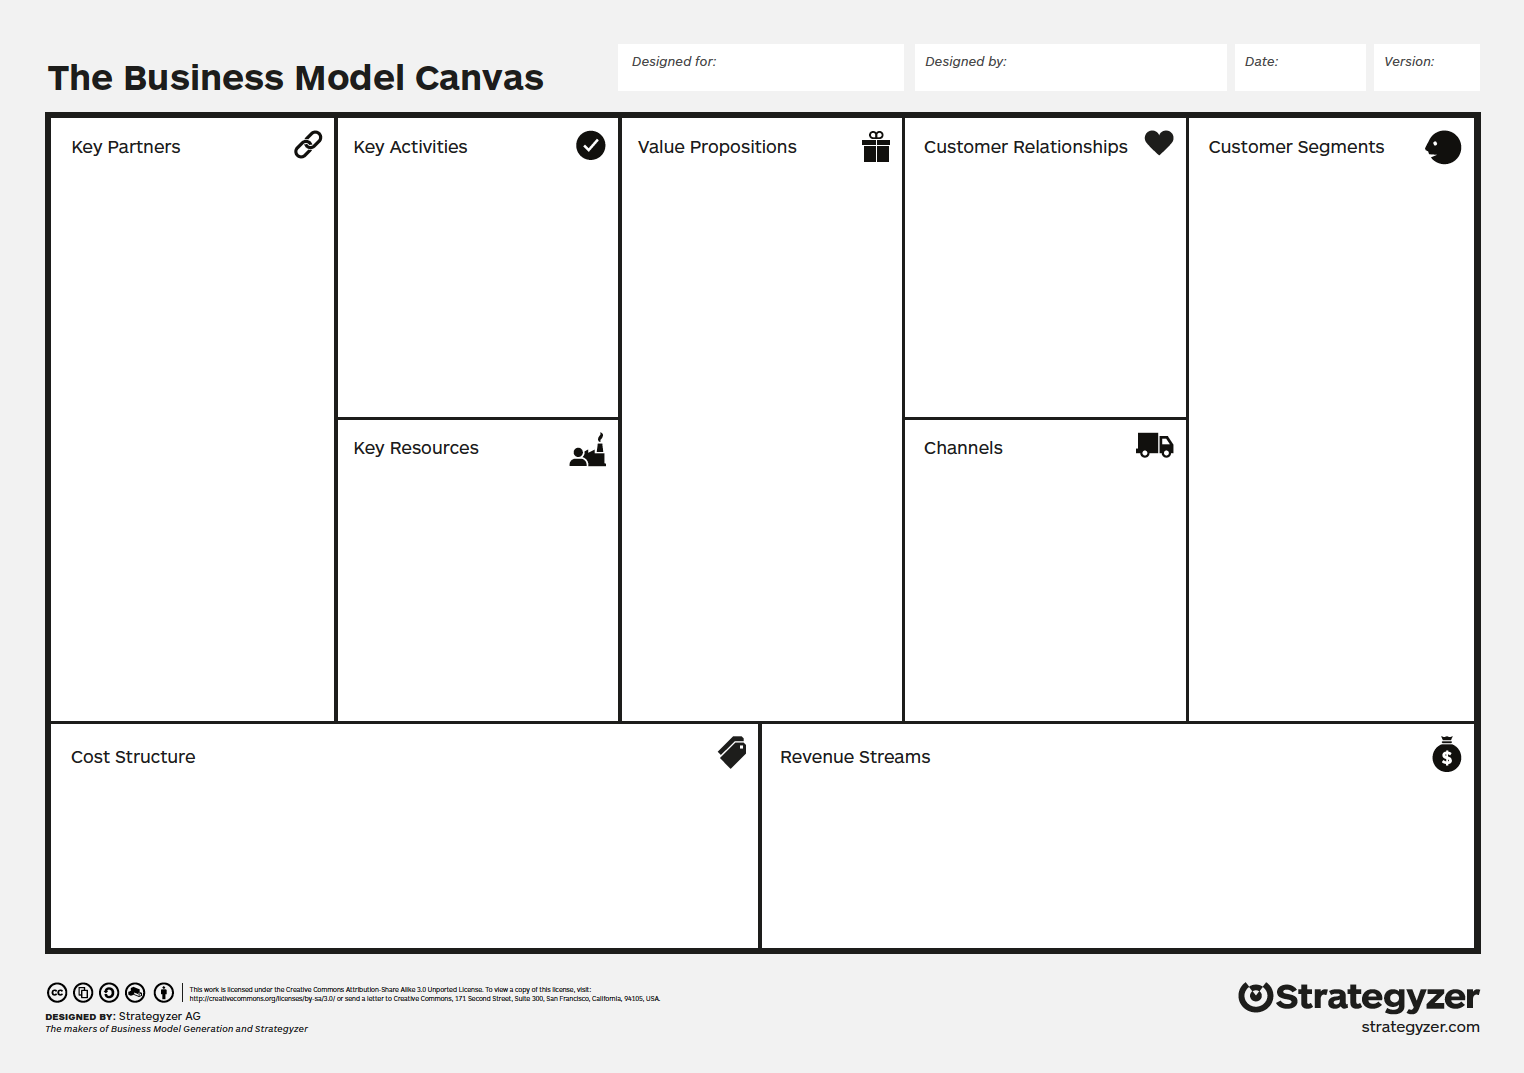 The Business Model Canvas
Designed for:
Designed by:
Date:
Version:
Key Partners
Key Activities
Value Propositions
Customer Relationships
Customer Segments
Key Resources
Channels
Cost Structure
Revenue Streams
$
cc
This work is licensed under the Creative Commons Attribution-Share Alike 3.0 Unported License. To view a copy of this license, visit:
http://creativecommons.org/licenses/by-sa/3.0/ or send a letter to Creative Commons, 171 Second Street, Suite 300, San Francisco, California, 94105, USA.
DESIGNED BY: Strategyzer AG
The makers of Business Model Generation and Strategyzer
Strategyzer
strategyzer.com